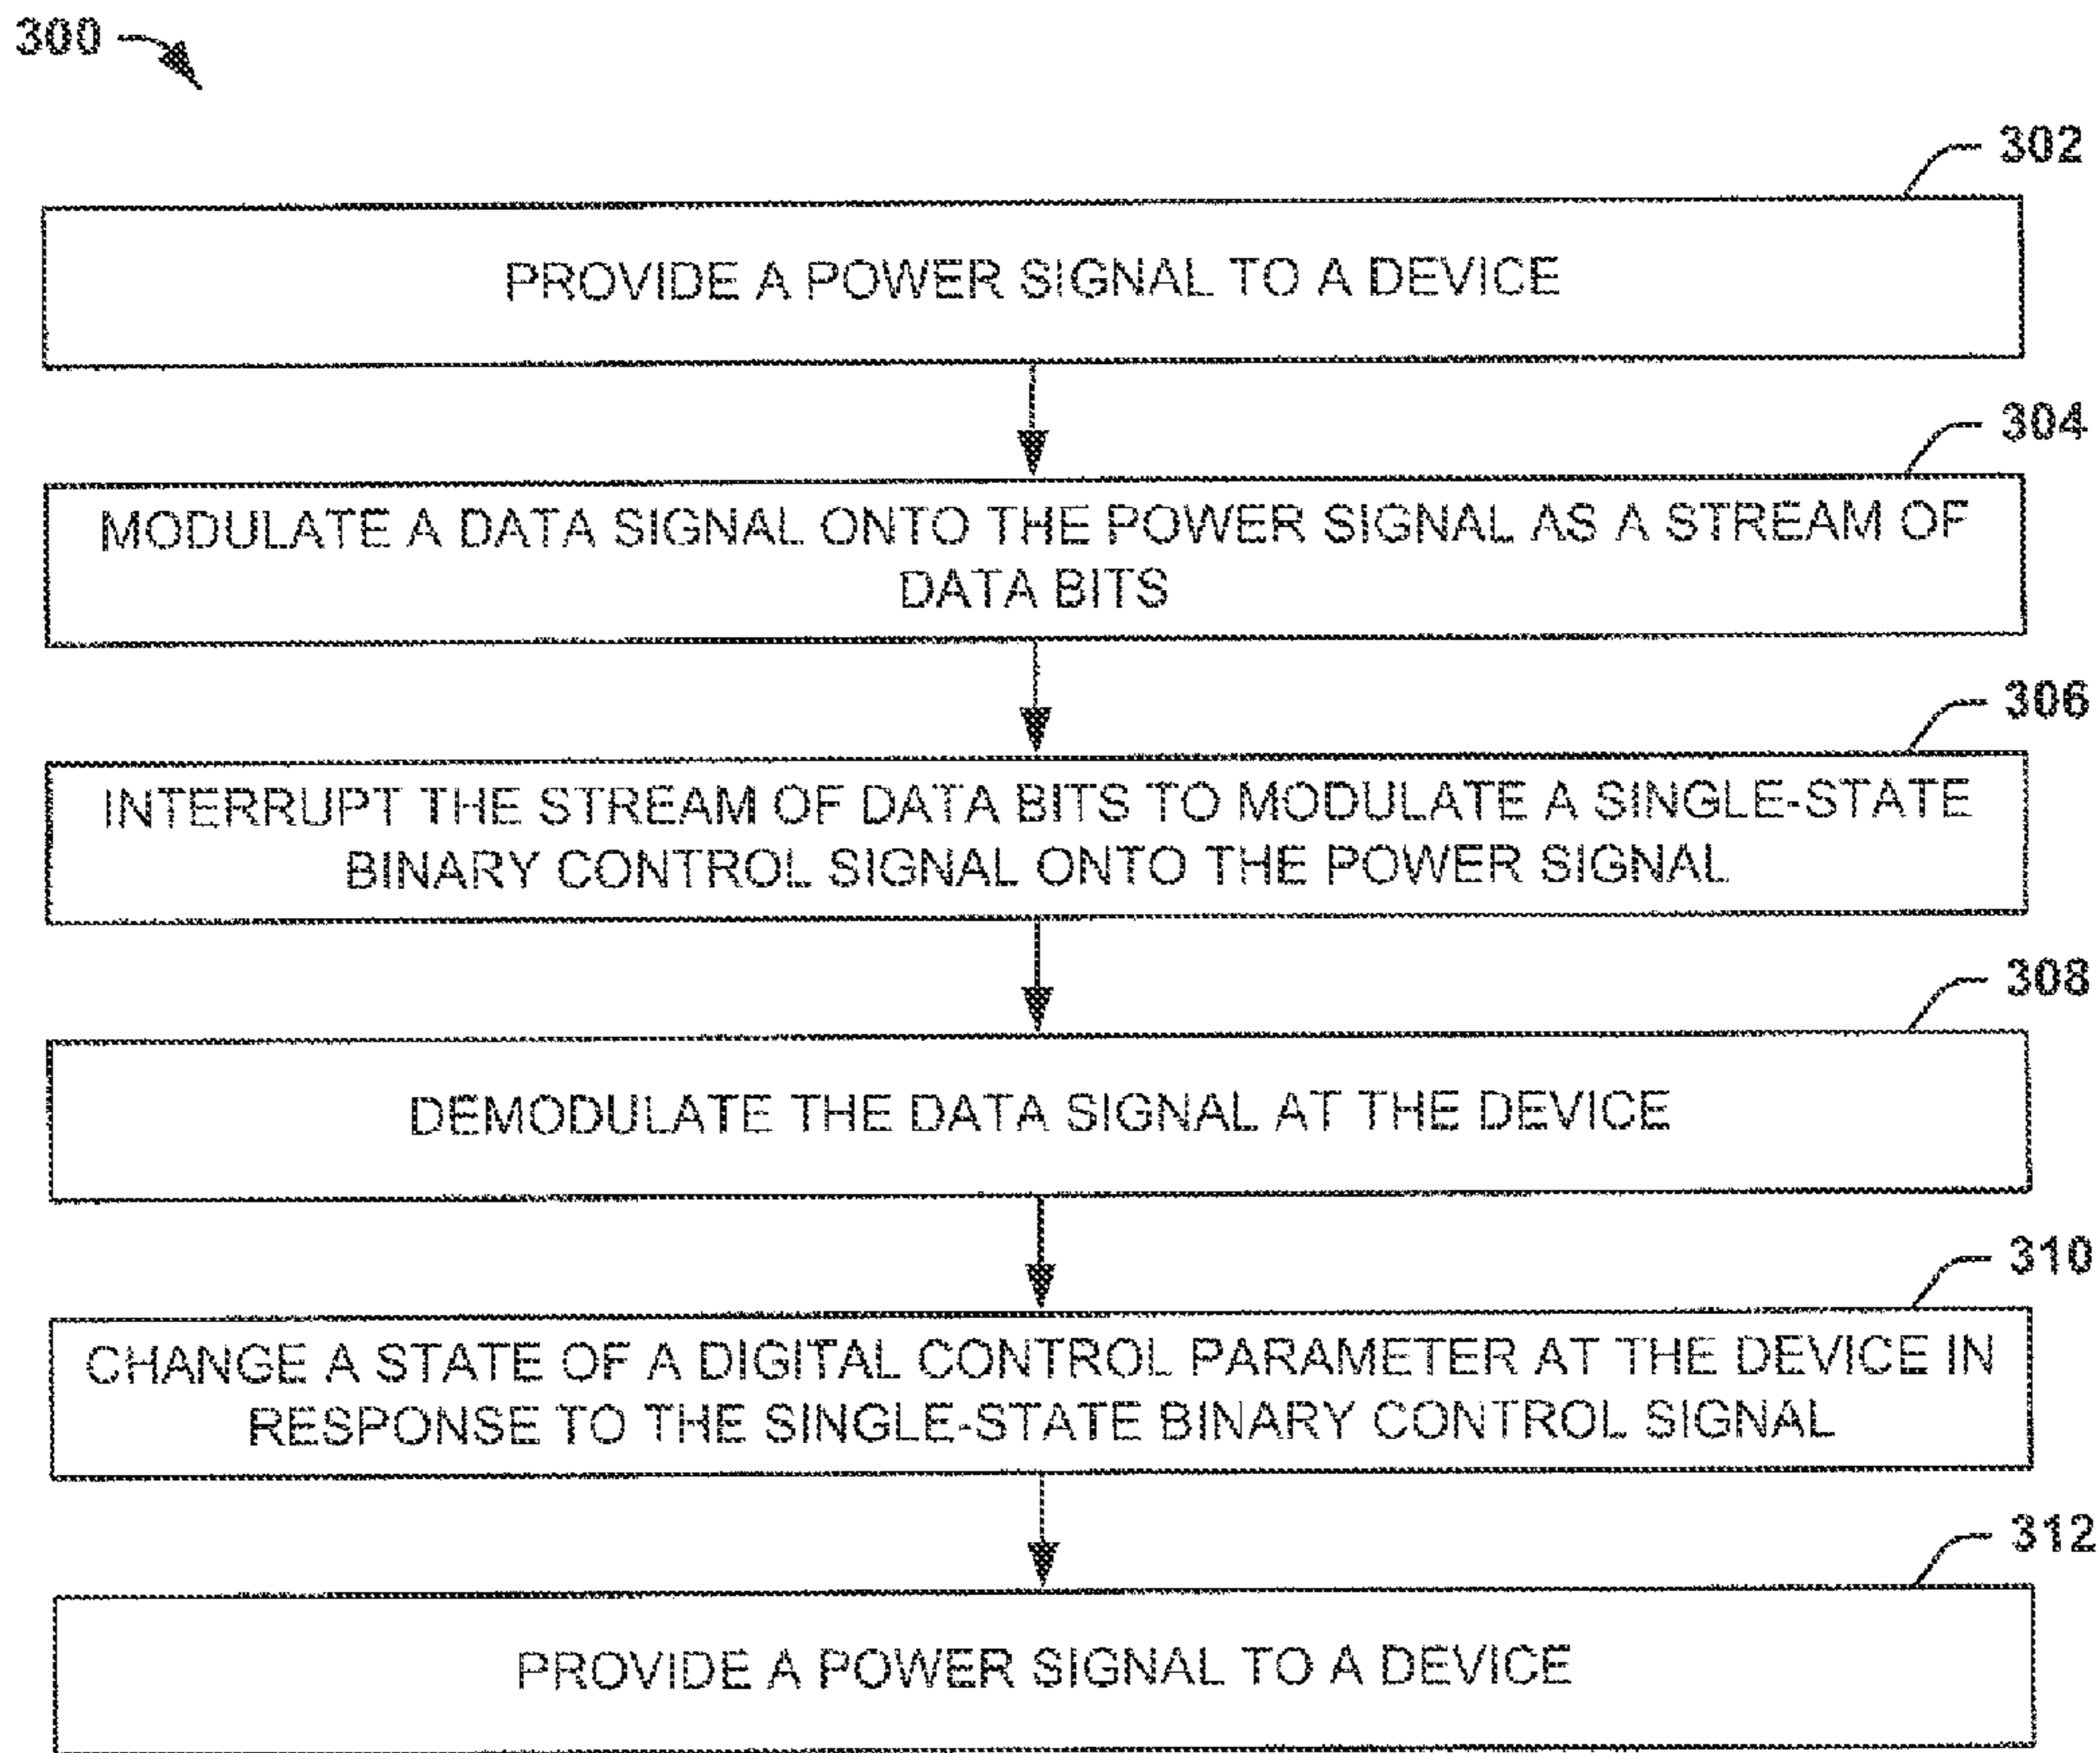 300
302
PROVIDE A POWER SIGNAL TO A DEVICE
304
MODULATE A DATA SIGNAL ONTO THE POWER SIGNAL AS A STREAM OF
DATA BITS
306
INTERRUPT THE STREAM OF DATA BITS TO MODULATE A SINGLE-STATE
BINARY CONTROL SIGNAL ONTO THE POWER SIGNAL
308
DEMODULATE THE DATA SIGNAL AT THE DEVICE
310
CHANGE A STATE OF A DIGITAL CONTROL PARAMETER AT THE DEVICE IN
RESPONSE TO THE SINGLE-STATE BINARY CONTROL SIGNAL
312
PROVIDE A POWER SIGNAL TO A DEVICE